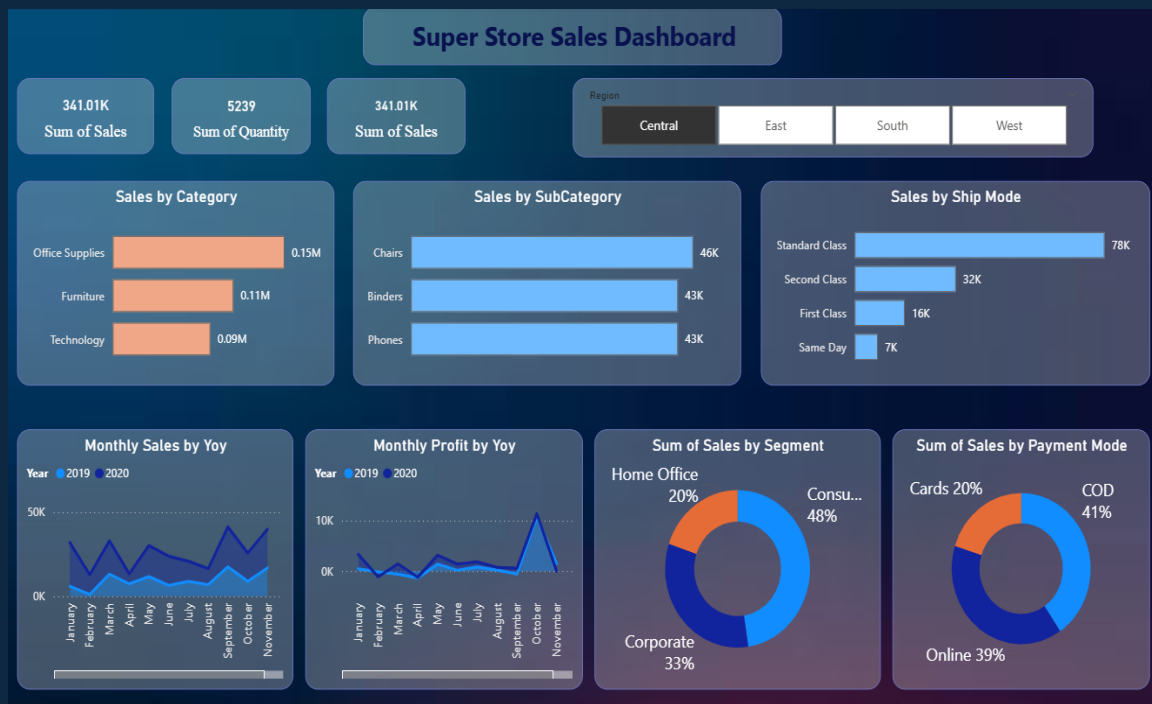 Super Store Sales Dashboard
341.01K
Sum of Sales
5239
Sum of Quantity
341.01K
Sum of Sales
Region
Central
East
South
West
Sales by Category
Office Supplies
0.15M
Furniture
0.11M
Technology
0.09M
Sales by SubCategory
Chairs
46K
Binders
43K
Phones
43K
Sales by Ship Mode
Standard Class
78K
Second Class
32K
First Class
16K
Same Day
7K
Monthly Sales by Yoy
Year 2019 2020
50K
0K
January
February
March
April
May
June
July
August
September
October
November
Monthly Profit by Yoy
Year 2019 2020
10K
0K
January
February
March
April
May
June
July
August
September
October
November
Sum of Sales by Segment
Home Office
20%
Consu...
48%
Corporate
33%
Sum of Sales by Payment Mode
Cards 20%
COD
41%
Online 39%